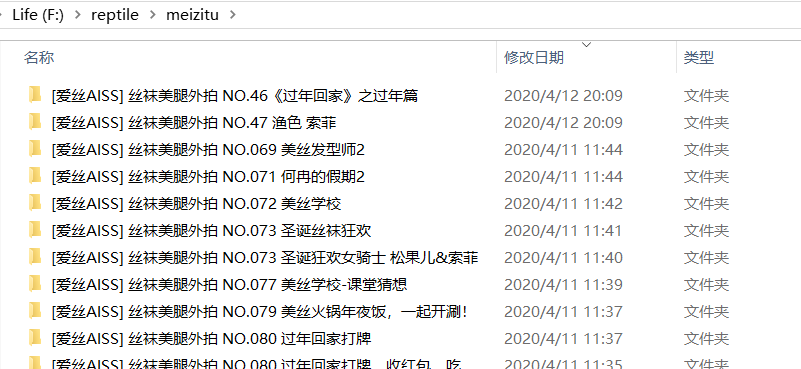 Life (F:) > reptile > meizitu >
名称 修改日期 类型
[爱丝AISS] 丝袜美腿外拍 NO.46《过年回家》之过年篇 2020/4/12 20:09 文件夹
[爱丝AISS] 丝袜美腿外拍 NO.47 渔色 索菲 2020/4/12 20:09 文件夹
[爱丝AISS] 丝袜美腿外拍 NO.069 美丝发型师2 2020/4/11 11:44 文件夹
[爱丝AISS] 丝袜美腿外拍 NO.071 何冉的假期2 2020/4/11 11:44 文件夹
[爱丝AISS] 丝袜美腿外拍 NO.072 美丝学校 2020/4/11 11:42 文件夹
[爱丝AISS] 丝袜美腿外拍 NO.073 圣诞丝袜狂欢 2020/4/11 11:41 文件夹
[爱丝AISS] 丝袜美腿外拍 NO.073 圣诞狂欢女骑士 松果儿&索菲 2020/4/11 11:40 文件夹
[爱丝AISS] 丝袜美腿外拍 NO.077 美丝学校-课堂猜想 2020/4/11 11:39 文件夹
[爱丝AISS] 丝袜美腿外拍 NO.079 美丝火锅年夜饭，一起开涮！ 2020/4/11 11:37 文件夹
[爱丝AISS] 丝袜美腿外拍 NO.080 过年回家打牌 2020/4/11 11:37 文件夹
[爱丝AISS] 丝袜美腿外拍 NO.080 过年回家打牌、收红包、吃 2020/4/11 11:35 文件夹